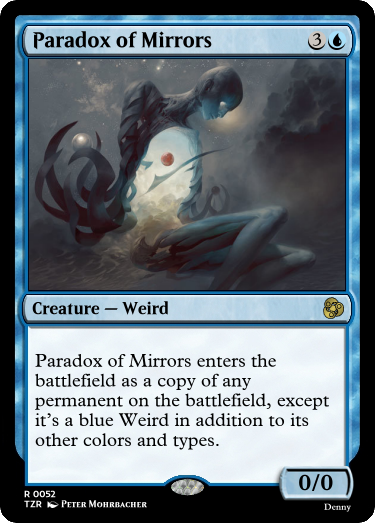 Paradox of Mirrors 3
Creature — Weird
Paradox of Mirrors enters the
battlefield as a copy of any
permanent on the battlefield, except
it's a blue Weird in addition to its
other colors and types.
0/0
R 0052
TZR Peter Mohrbacher
Denny